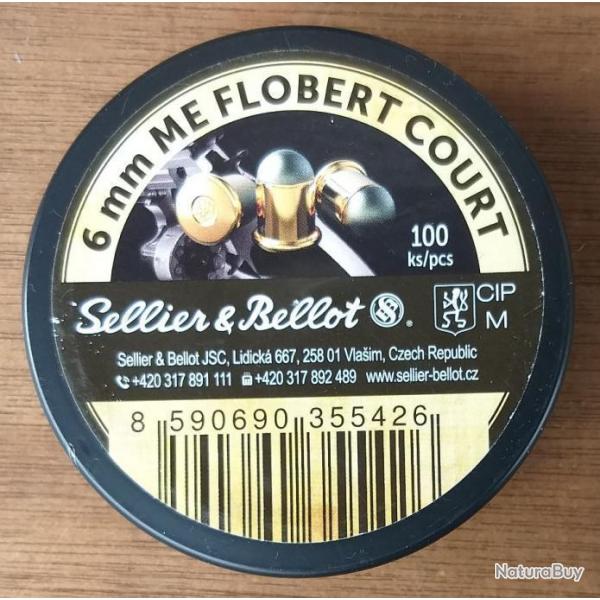 6 mm ME FLOBERT COURT
100
ks/pcs
Sellier & Bellot ®
CIP
M
Sellier & Bellot JSC, Lidická 667, 258 01 Vlašim, Czech Republic
+420 317 891 111 +420 317 892 489 www.sellier-bellot.cz
8 590690 355426
NaturaBuy